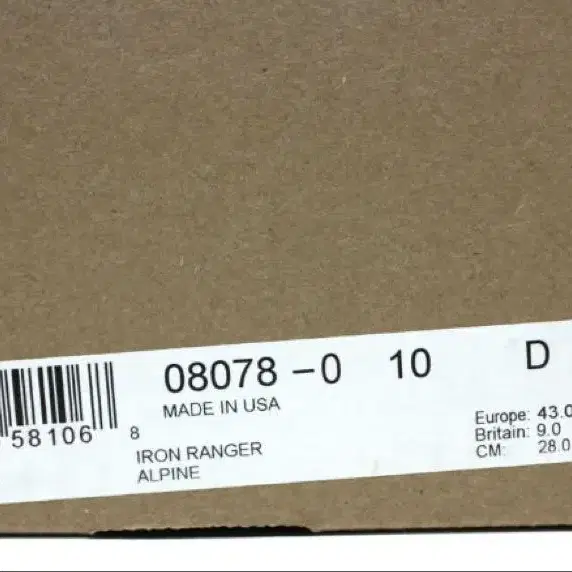 08078 – 0 10 D
MADE IN USA
58106 8
IRON RANGER
ALPINE
Europe: 43.0
Britain: 9.0
CM: 28.0